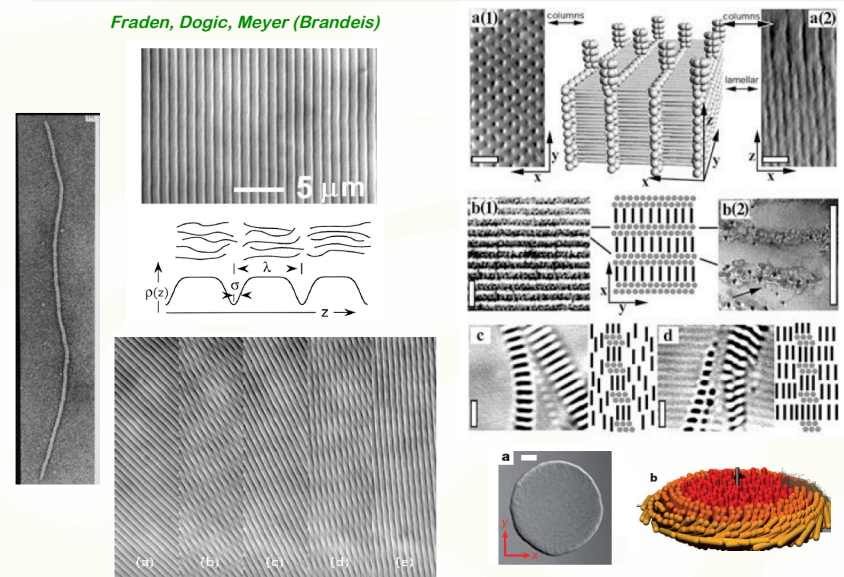 Fraden, Dogic, Meyer (Brandeis)
5 μm
λ
σ
ρ(z)
z
(a) (b) (c) [d] (e)
a(1) columns columns a(2)
lamellar
z
y y z
x x x
b(1) b(2)
x
y
c d
a b
y
x